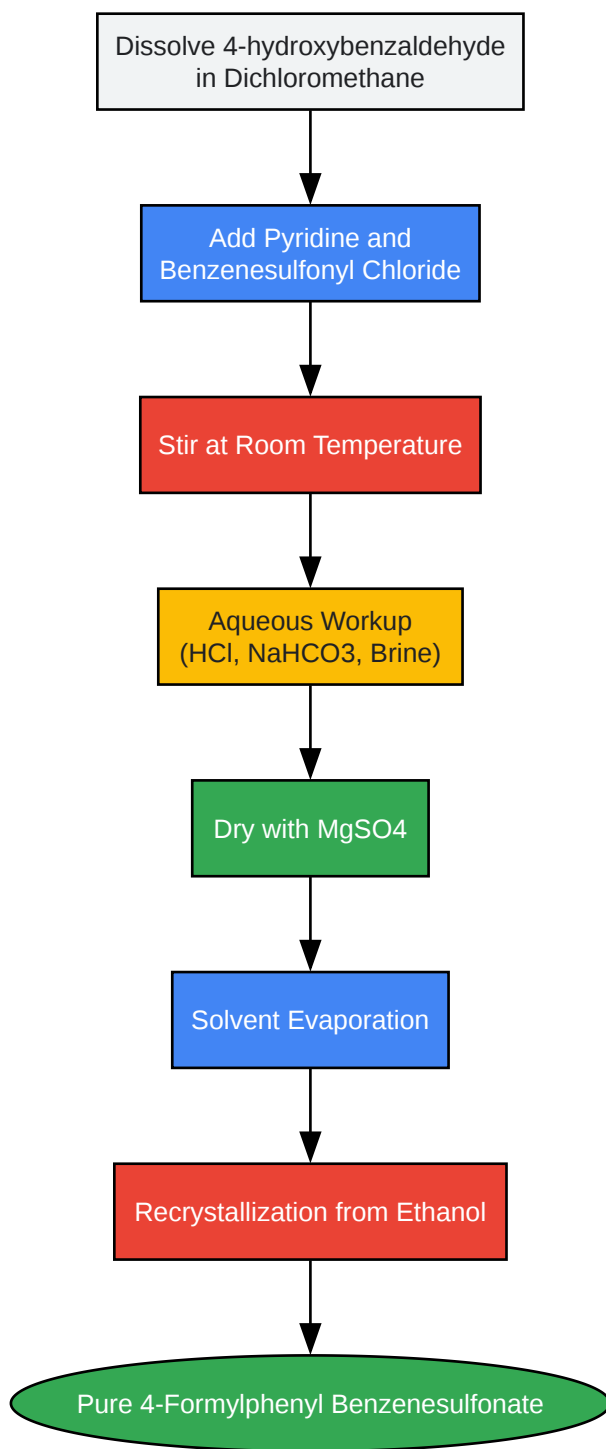 Dissolve 4-hydroxybenzaldehyde
in Dichloromethane
Add Pyridine and
Benzenesulfonyl Chloride
Stir at Room Temperature
Aqueous Workup
(HCl, NaHCO3, Brine)
Dry with MgSO4
Solvent Evaporation
Recrystallization from Ethanol
Pure 4-Formylphenyl Benzenesulfonate